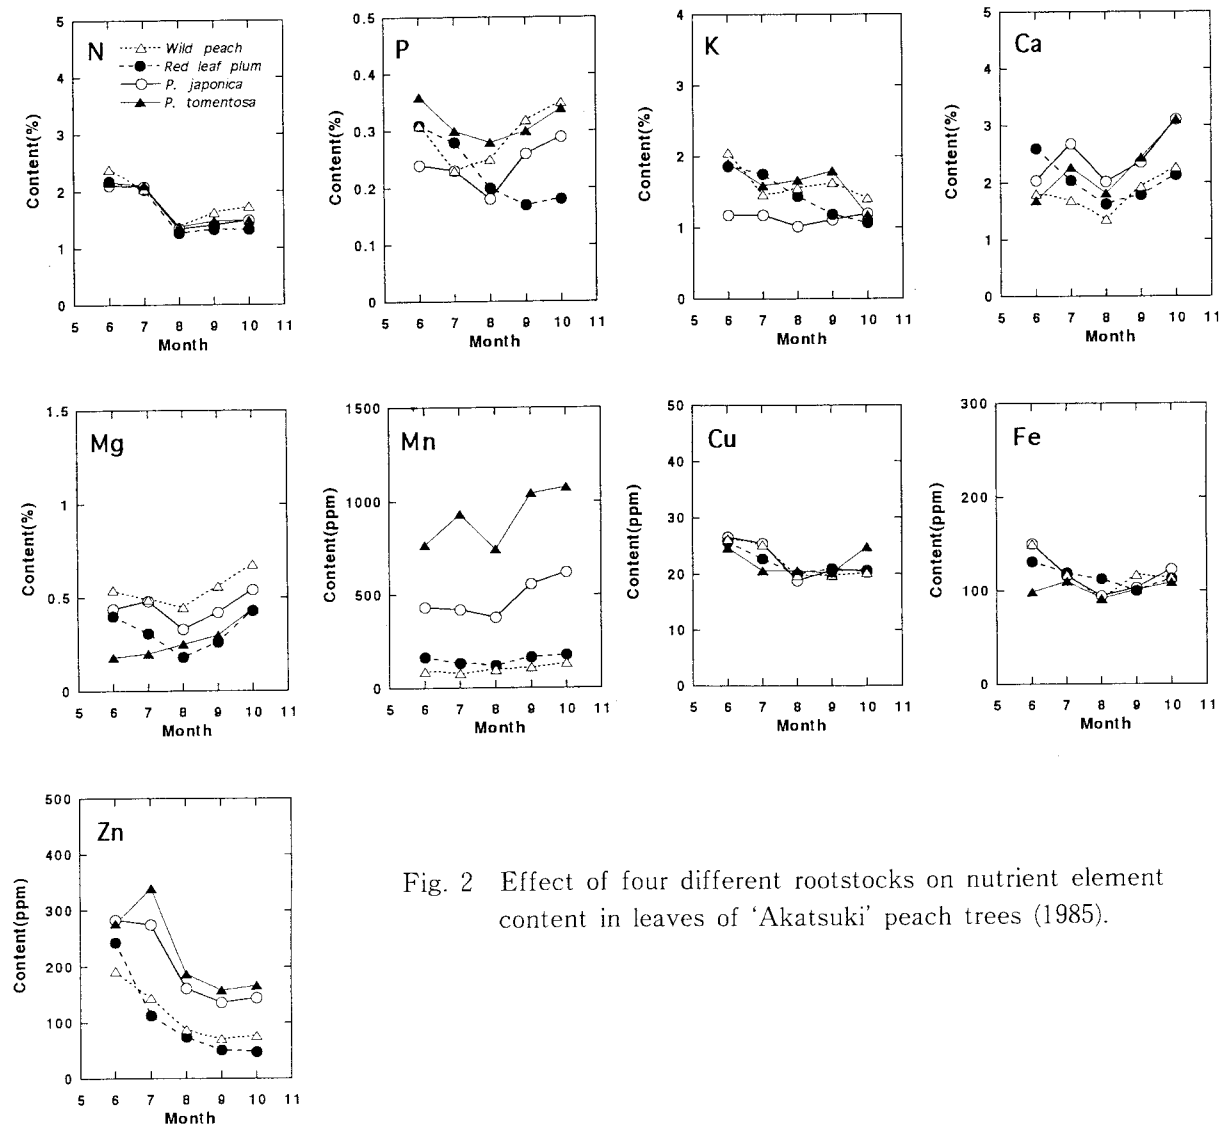 N
Wild peach
Red leaf plum
P. japonica
P. tomentosa
5
4
3
2
1
0
Content(%)
5 6 7 8 9 10 11
Month
P
0.5
0.4
0.3
0.2
0.1
0
Content(%)
5 6 7 8 9 10 11
Month
K
4
3
2
1
0
Content(%)
5 6 7 8 9 10 11
Month
Ca
5
4
3
2
1
0
Content(%)
5 6 7 8 9 10 11
Month
Mg
1.5
1
0.5
0
Content(%)
5 6 7 8 9 10 11
Month
Mn
1500
1000
500
0
Content(ppm)
5 6 7 8 9 10 11
Month
Cu
50
40
30
20
10
0
Content(ppm)
5 6 7 8 9 10 11
Month
Fe
300
200
100
0
Content(ppm)
5 6 7 8 9 10 11
Month
Zn
500
400
300
200
100
0
Content(ppm)
5 6 7 8 9 10 11
Month
Fig. 2 Effect of four different rootstocks on nutrient element
content in leaves of ‘Akatsuki’ peach trees (1985).